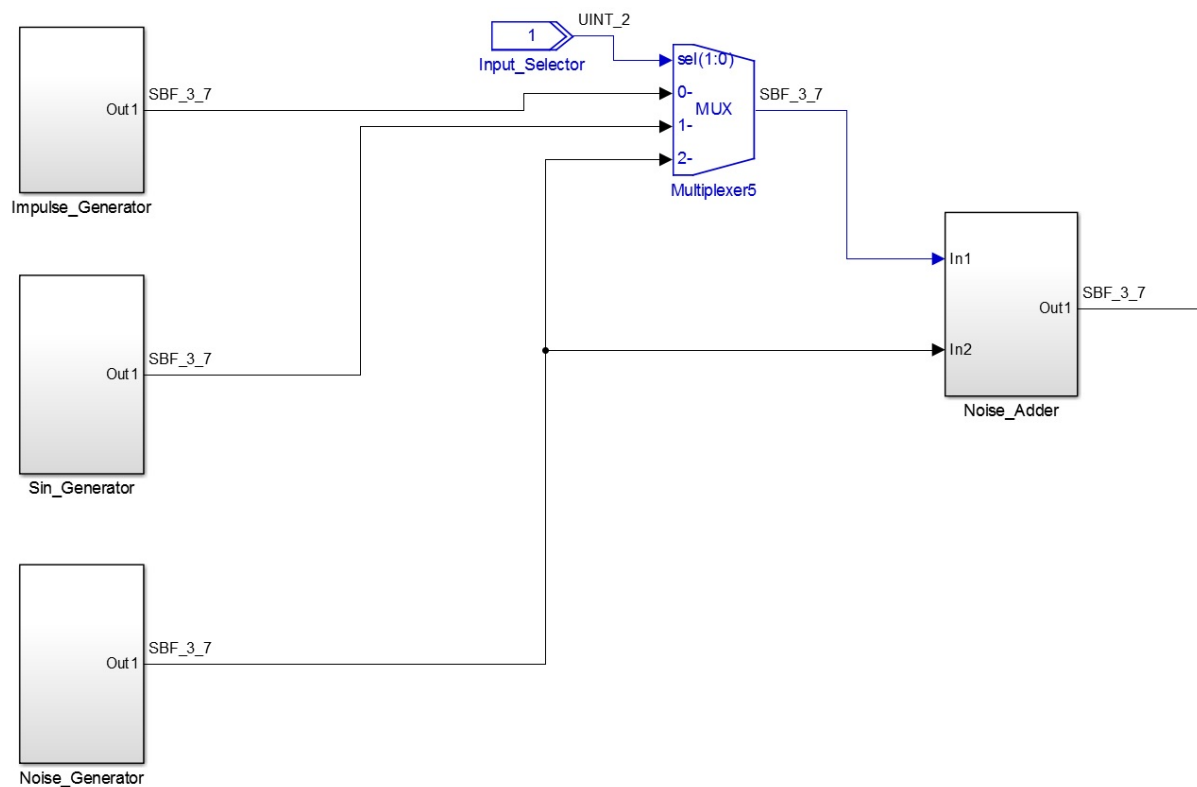 UINT_2
1
Input_Selector
sel(1:0)
SBF_3_7
Out1
0-
MUX
SBF_3_7
1-
2-
Multiplexer5
Impulse_Generator
In1
SBF_3_7
Out1
SBF_3_7
Out1
In2
Noise_Adder
Sin_Generator
SBF_3_7
Out1
Noise_Generator